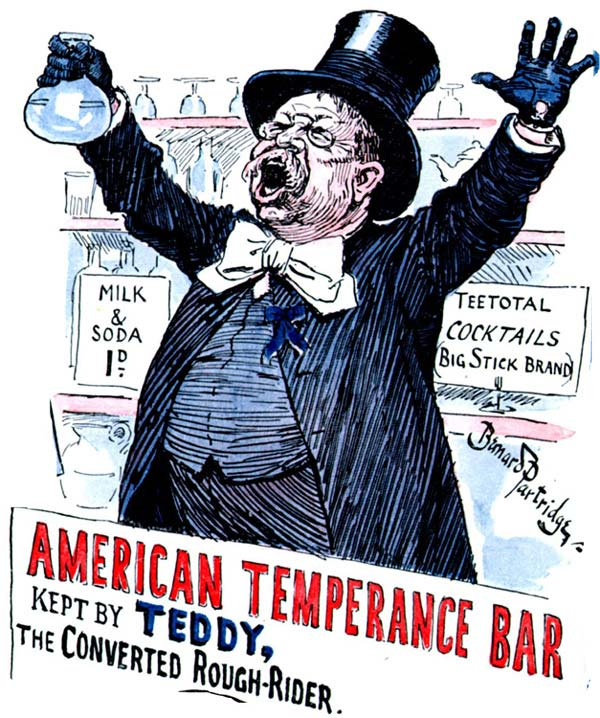 MILK
&
SODA
1D.
TEETOTAL
COCKTAILS
(BIG STICK BRAND)
Bernard Partridge
AMERICAN TEMPERANCE BAR
KEPT BY TEDDY,
THE CONVERTED ROUGH-RIDER.